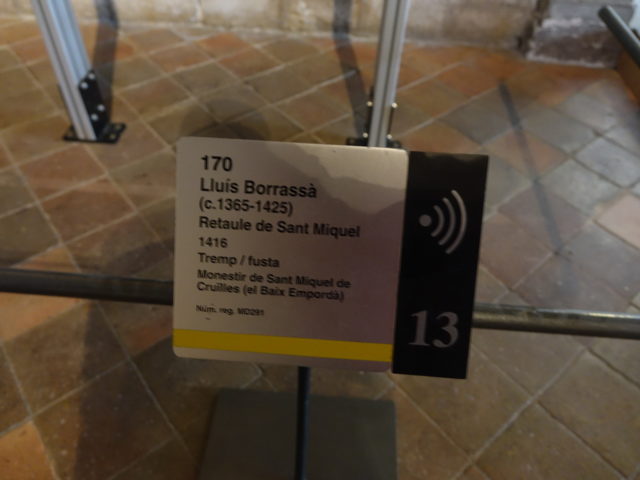 170
Lluís Borrassà
(c.1365-1425)
Retaule de Sant Miquel
1416
Tremp / fusta
Monestir de Sant Miquel de
Cruïlles (el Baix Empordà)
Núm. reg. MD291
13